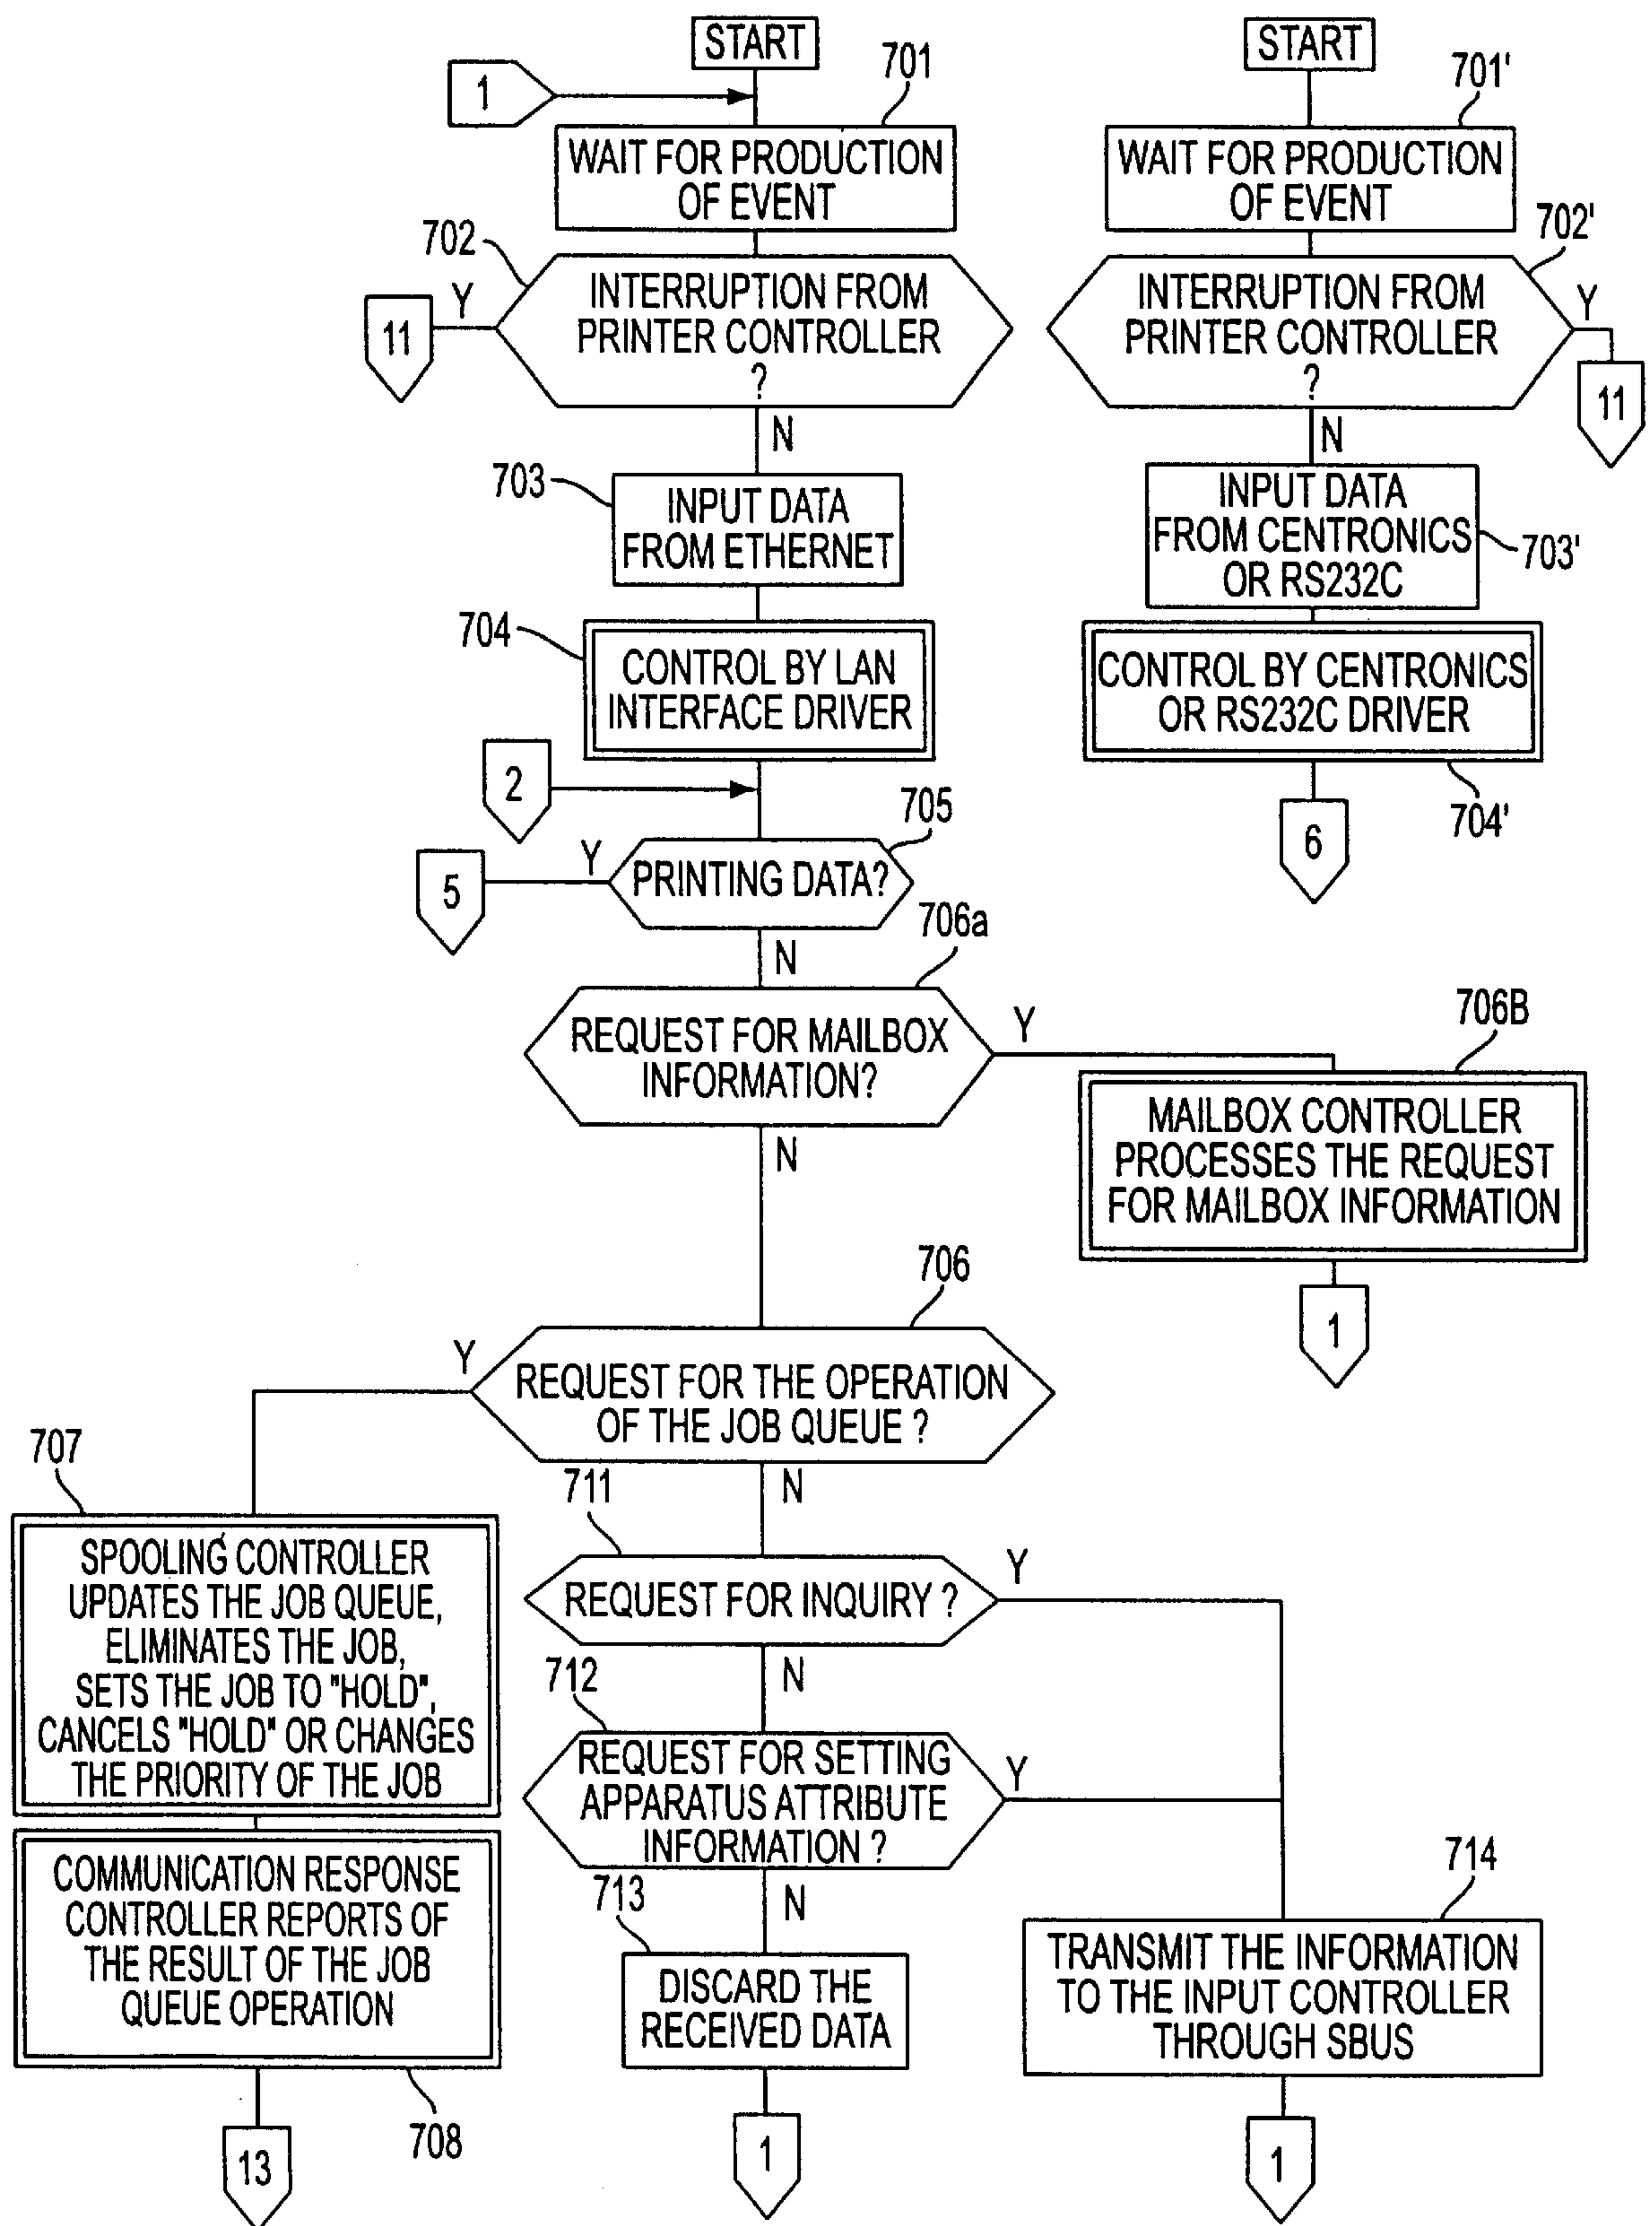 START
1
701
WAIT FOR PRODUCTION
OF EVENT
702
INTERRUPTION FROM
PRINTER CONTROLLER
?
Y
11
N
703
INPUT DATA
FROM ETHERNET
704
CONTROL BY LAN
INTERFACE DRIVER
2
705
PRINTING DATA?
Y
5
N
706a
REQUEST FOR MAILBOX
INFORMATION?
Y
706B
MAILBOX CONTROLLER
PROCESSES THE REQUEST
FOR MAILBOX INFORMATION
1
N
706
REQUEST FOR THE OPERATION
OF THE JOB QUEUE ?
Y
707
SPOOLING CONTROLLER
UPDATES THE JOB QUEUE,
ELIMINATES THE JOB,
SETS THE JOB TO "HOLD",
CANCELS "HOLD" OR CHANGES
THE PRIORITY OF THE JOB
COMMUNICATION RESPONSE
CONTROLLER REPORTS OF
THE RESULT OF THE JOB
QUEUE OPERATION
708
13
N
711
REQUEST FOR INQUIRY ?
Y
N
712
REQUEST FOR SETTING
APPARATUS ATTRIBUTE
INFORMATION ?
Y
N
713
DISCARD THE
RECEIVED DATA
1
714
TRANSMIT THE INFORMATION
TO THE INPUT CONTROLLER
THROUGH SBUS
1
START
701'
WAIT FOR PRODUCTION
OF EVENT
702'
INTERRUPTION FROM
PRINTER CONTROLLER
?
Y
11
N
INPUT DATA
FROM CENTRONICS
OR RS232C
703'
CONTROL BY CENTRONICS
OR RS232C DRIVER
704'
6